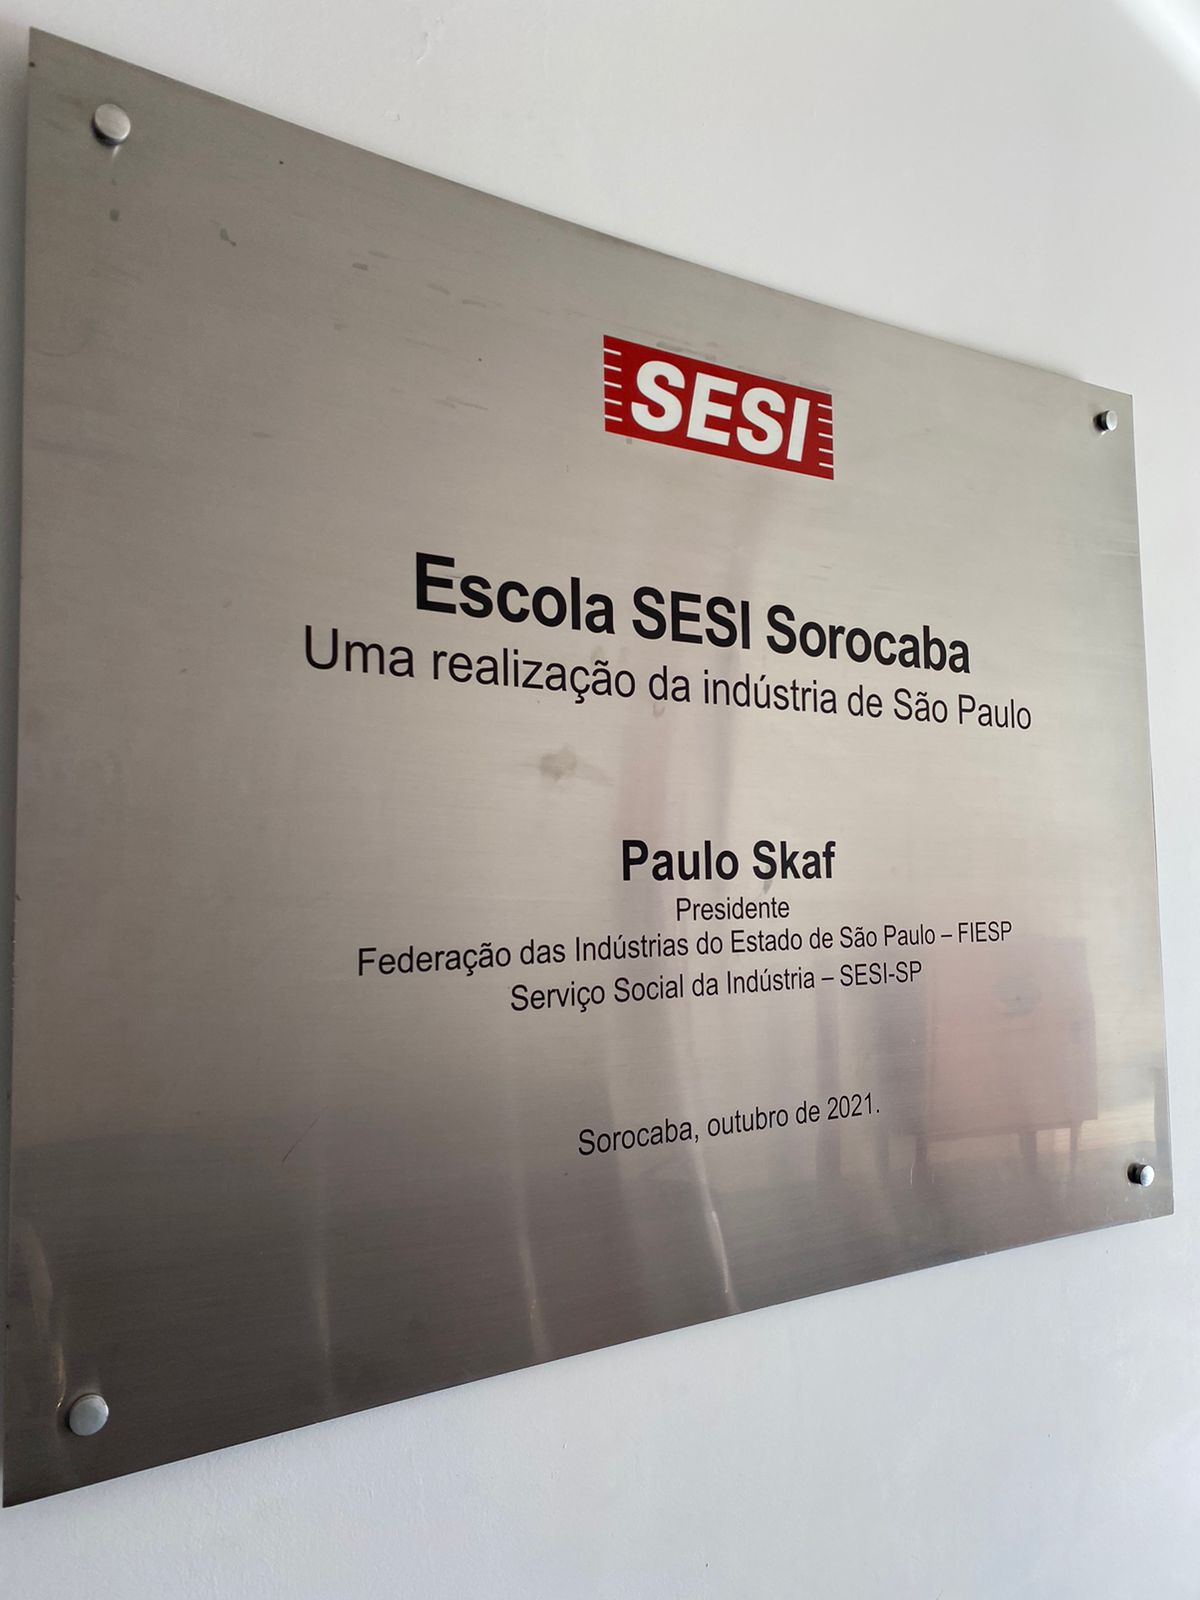 SESI
Escola SESI Sorocaba
Uma realização da indústria de São Paulo
Paulo Skaf
Presidente
Federação das Indústrias do Estado de São Paulo – FIESP
Serviço Social da Indústria – SESI-SP
Sorocaba, outubro de 2021.